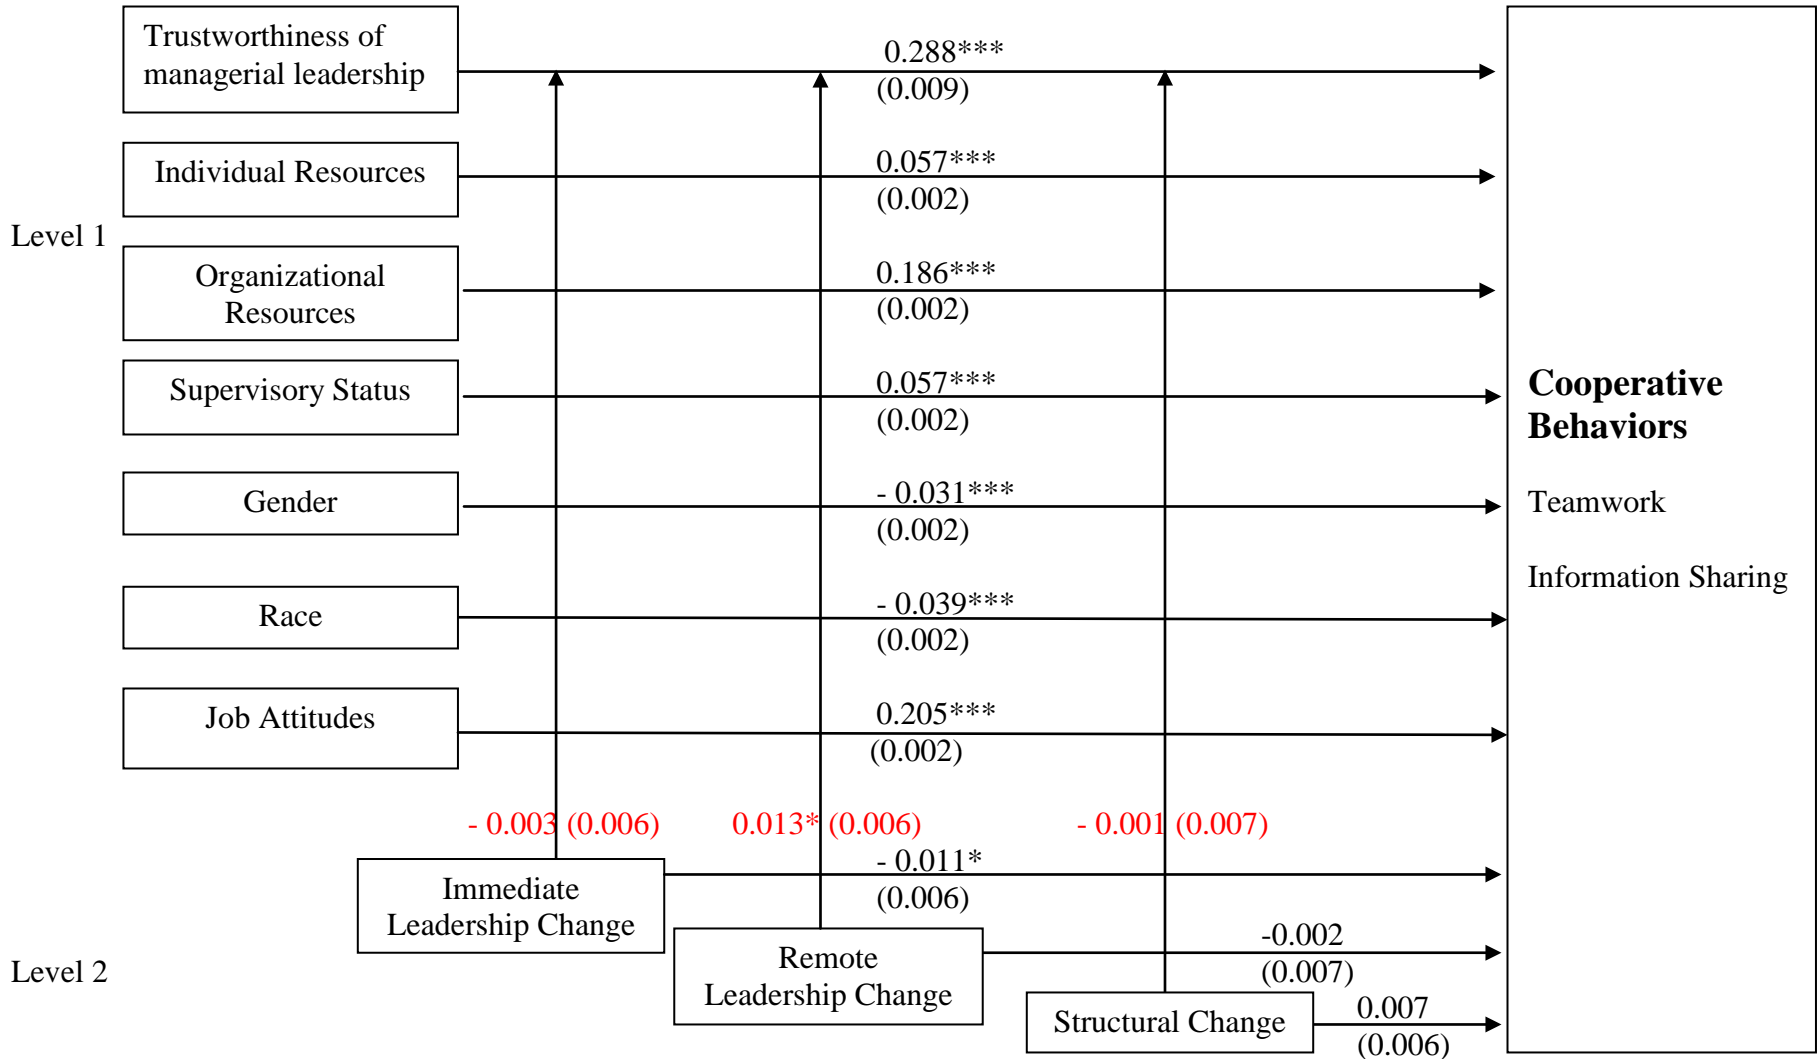 Trustworthiness of
managerial leadership
0.288***
(0.009)
Individual Resources
0.057***
(0.002)
Level 1
Organizational
Resources
0.186***
(0.002)
Supervisory Status
0.057***
(0.002)
Gender
- 0.031***
(0.002)
Race
- 0.039***
(0.002)
Job Attitudes
0.205***
(0.002)
Cooperative
Behaviors
Teamwork
Information Sharing
- 0.003 (0.006)
0.013* (0.006)
- 0.001 (0.007)
Immediate
Leadership Change
- 0.011*
(0.006)
Level 2
Remote
Leadership Change
-0.002
(0.007)
Structural Change
0.007
(0.006)